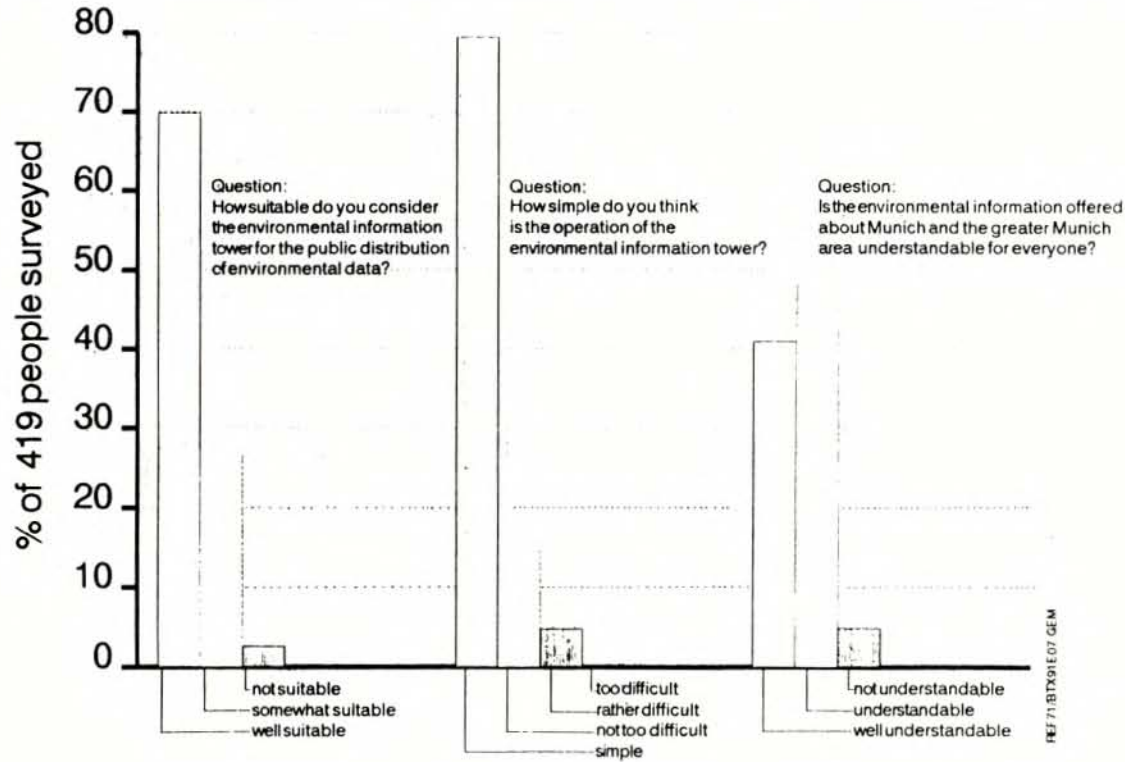 % of 419 people surveyed
80
70
60
50
40
30
20
10
0
Question:
How suitable do you consider
the environmental information
tower for the public distribution
of environmental data?
Question:
How simple do you think
is the operation of the
environmental information tower?
Question:
Is the environmental information offered
about Munich and the greater Munich
area understandable for everyone?
not suitable
somewhat suitable
well suitable
too difficult
rather difficult
not too difficult
simple
not understandable
understandable
well understandable
REF71/BTX91E07 GEM